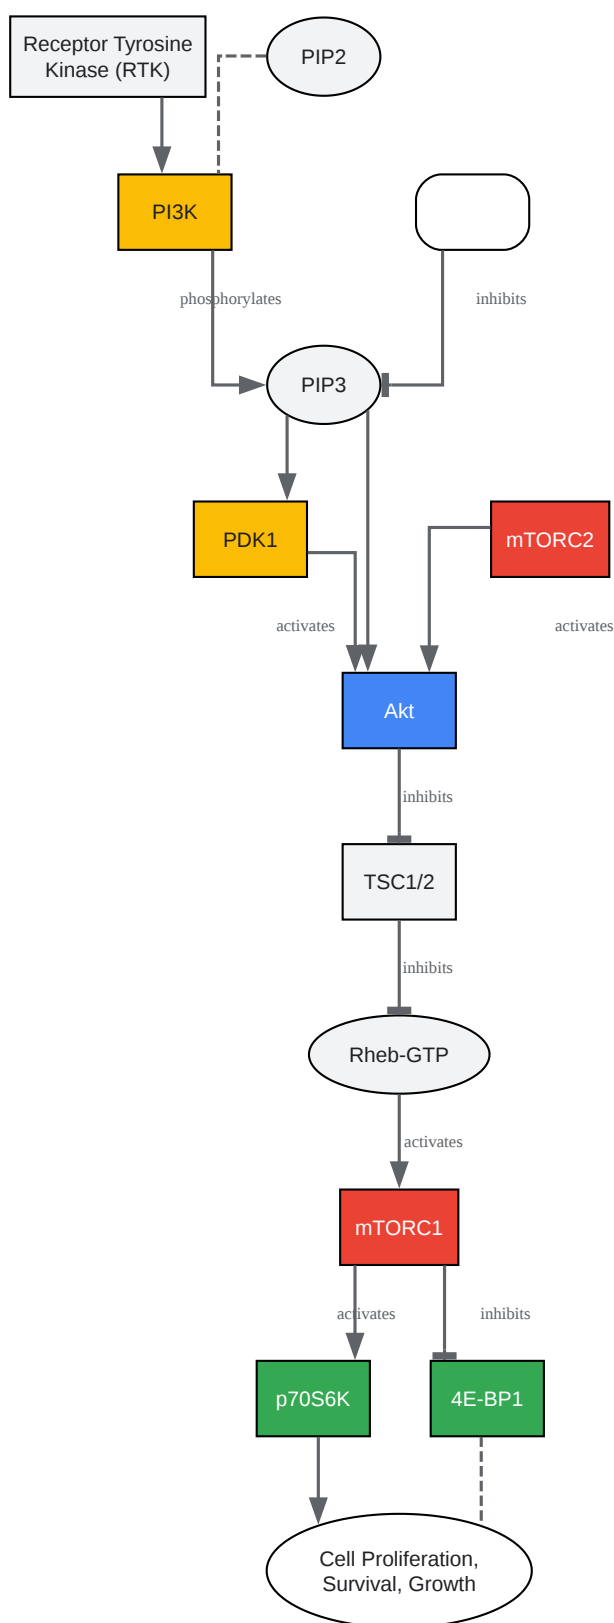 Receptor Tyrosine
Kinase (RTK)
PIP2
PI3K
phosphorylates
inhibits
PIP3
PDK1
mTORC2
activates
activates
Akt
inhibits
TSC1/2
inhibits
Rheb-GTP
activates
mTORC1
activates
inhibits
p70S6K
4E-BP1
Cell Proliferation,
Survival, Growth